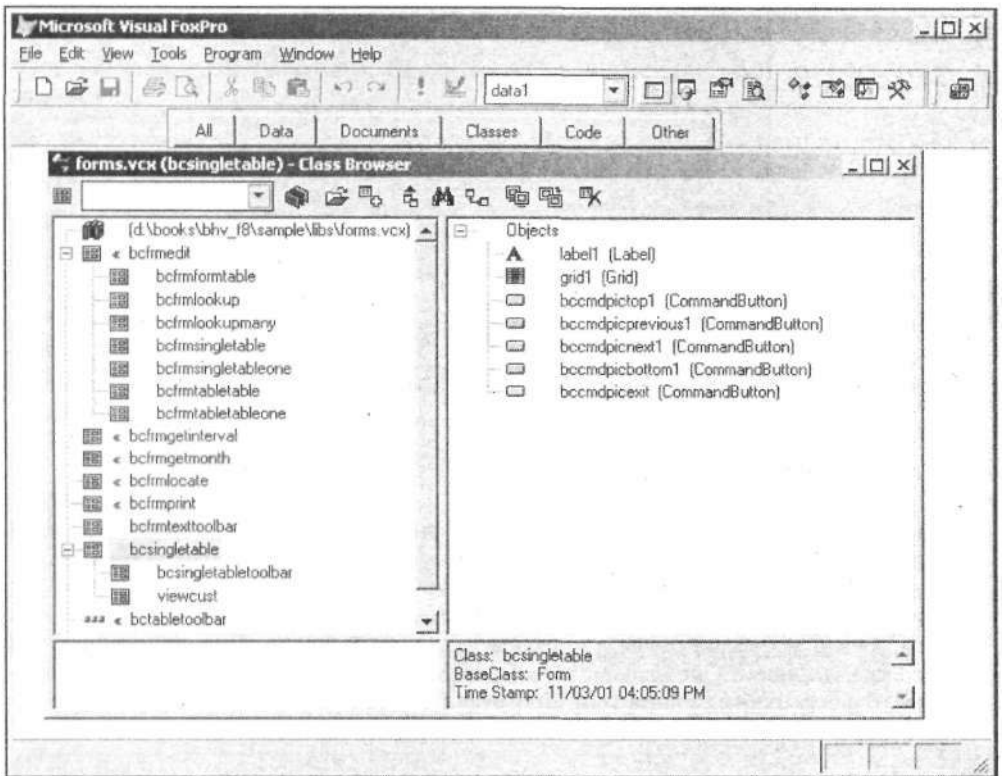 Microsoft Visual FoxPro
File Edit View Tools Program Window Help
data1
All Data Documents Classes Code Other
forms.vcx (bcsingletable) - Class Browser
(d:\books\bhv_f8\sample\libs\forms.vcx)
« bcfrmedit
bcfrmformtable
bcfrmlookup
bcfrmlookupmany
bcfrmsingletable
bcfrmsingletableone
bcfrmtabletable
bcfrmtabletableone
« bcfrmgetinterval
« bcfrmgetmonth
« bcfrmlocate
« bcfrmprint
bcfrmtexttoolbar
bcsingletable
bcsingletabletoolbar
viewcust
« bctabletoolbar
Objects
label1 (Label)
grid1 (Grid)
bccmdpictop1 (CommandButton)
bccmdpicprevious1 (CommandButton)
bccmdpicnext1 (CommandButton)
bccmdpicbottom1 (CommandButton)
bccmdpicexit (CommandButton)
Class: bcsingletable
BaseClass: Form
Time Stamp: 11/03/01 04:05:09 PM